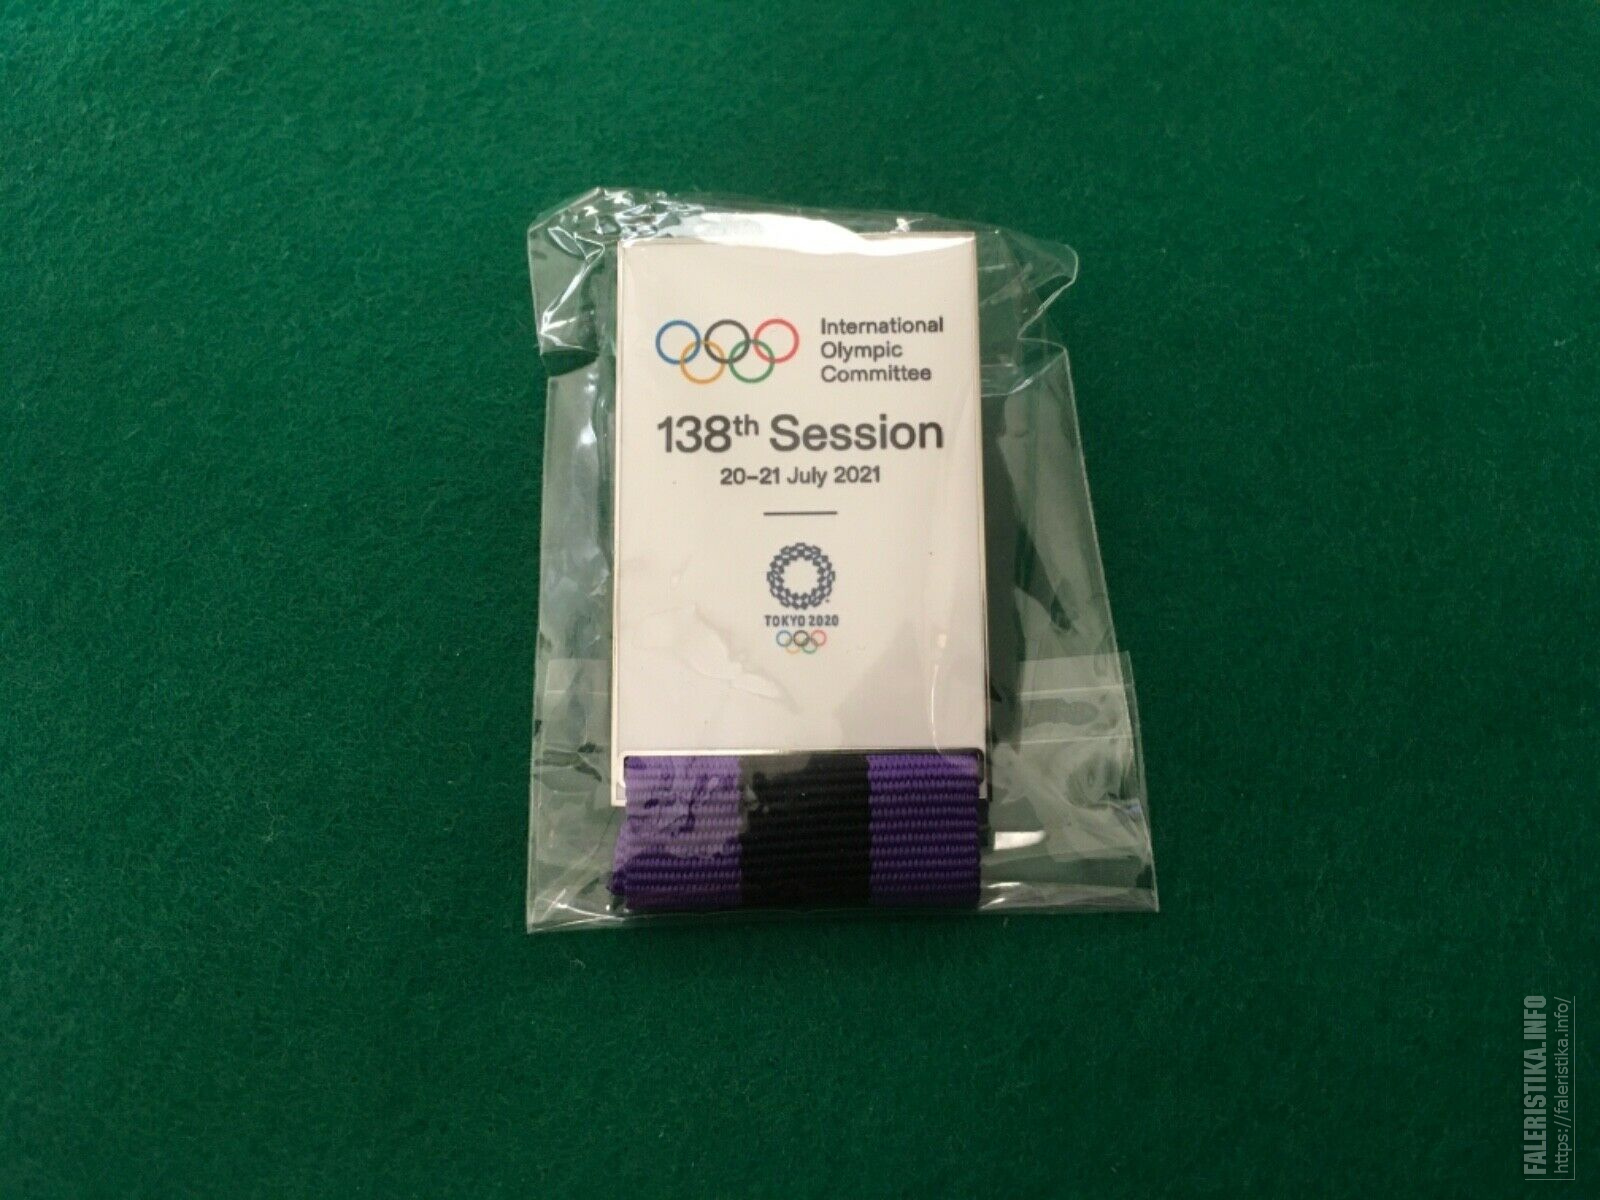 International
Olympic
Committee
138th Session
20–21 July 2021
TOKYO 2020
FALERISTIKA.INFO
https://faleristika.info/